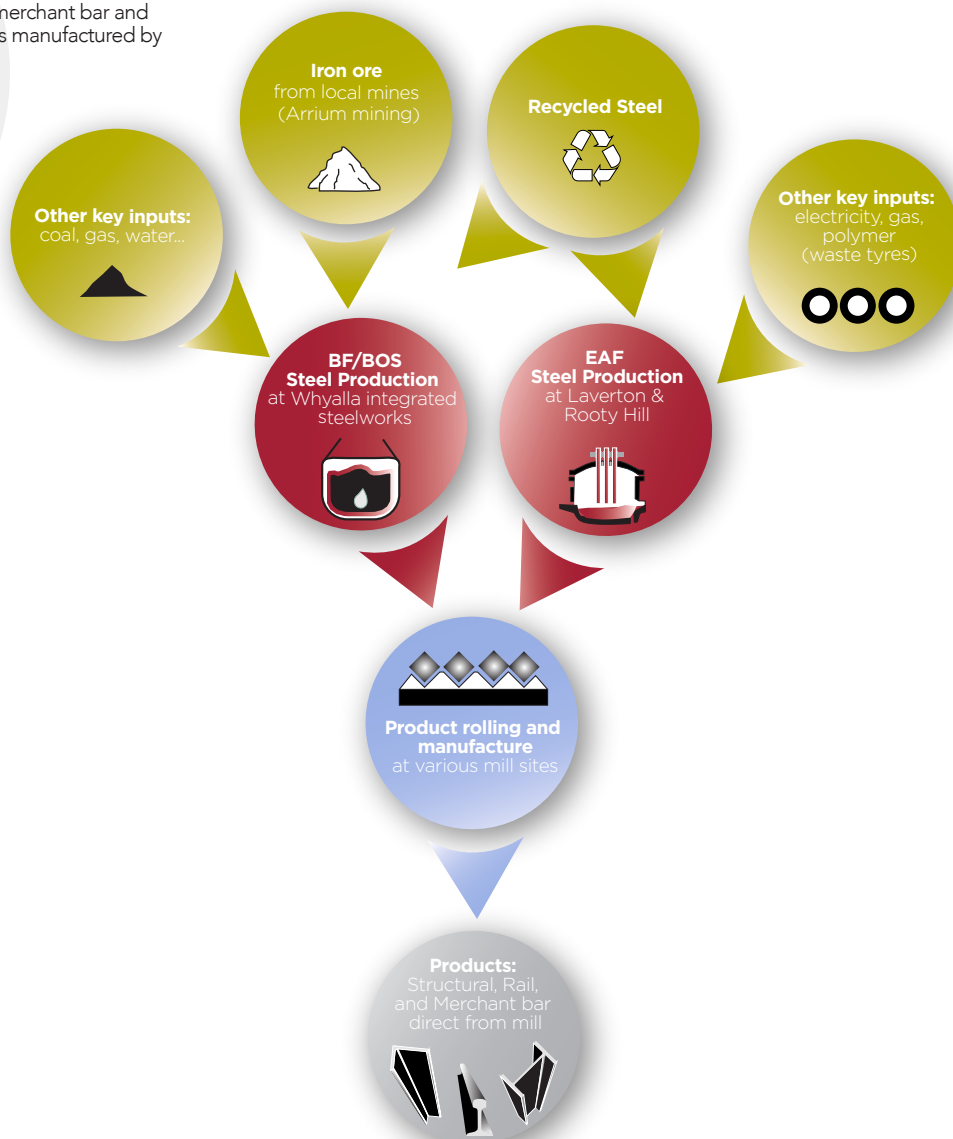 merchant bar and
s manufactured by
Iron ore
from local mines
(Arrium mining)
Recycled Steel
Other key inputs:
coal, gas, water...
Other key inputs:
electricity, gas,
polymer
(waste tyres)
BF/BOS
Steel Production
at Whyalla integrated
steelworks
EAF
Steel Production
at Laverton &
Rooty Hill
Product rolling and
manufacture
at various mill sites
Products:
Structural, Rail,
and Merchant bar
direct from mill